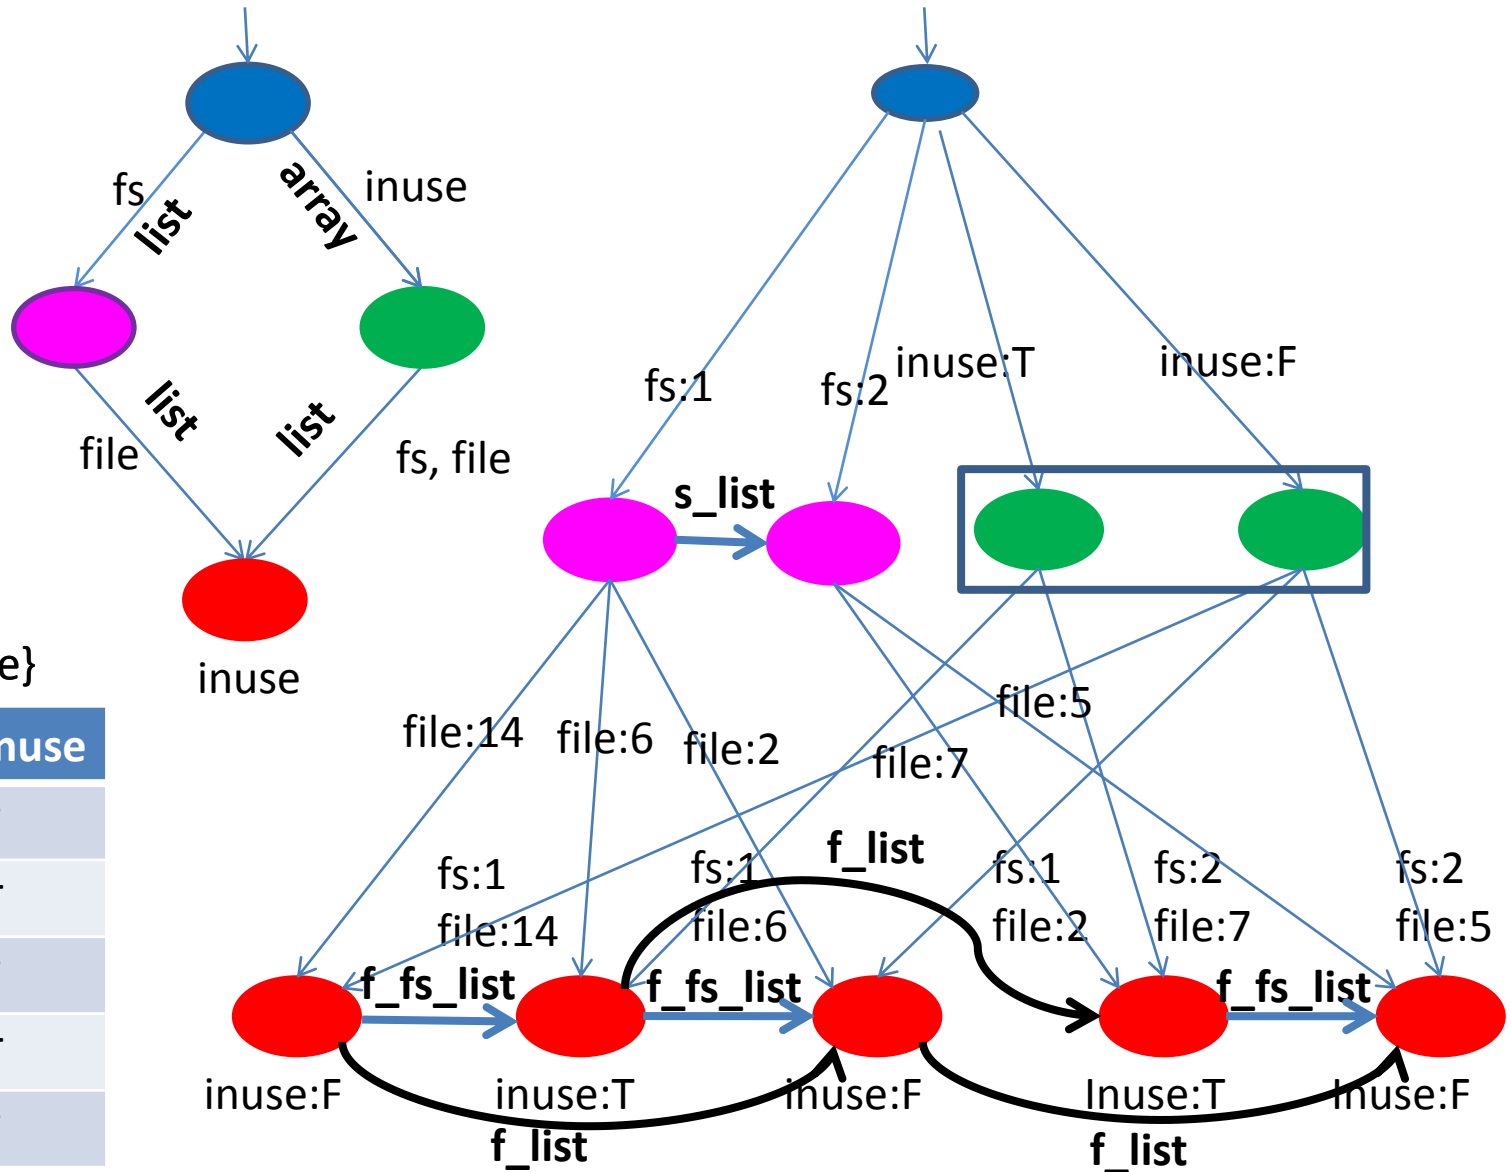 fs
list
array
inuse
list
file
list
fs, file
inuse
e}
nuse
fs:1
fs:2
inuse:T
inuse:F
s_list
file:14
file:6
file:2
file:7
file:5
f_list
fs:1
file:14
fs:1
file:6
fs:1
file:2
fs:2
file:7
fs:2
file:5
f_fs_list
f_fs_list
f_fs_list
inuse:F
inuse:T
inuse:F
Inuse:T
Inuse:F
f_list
f_list